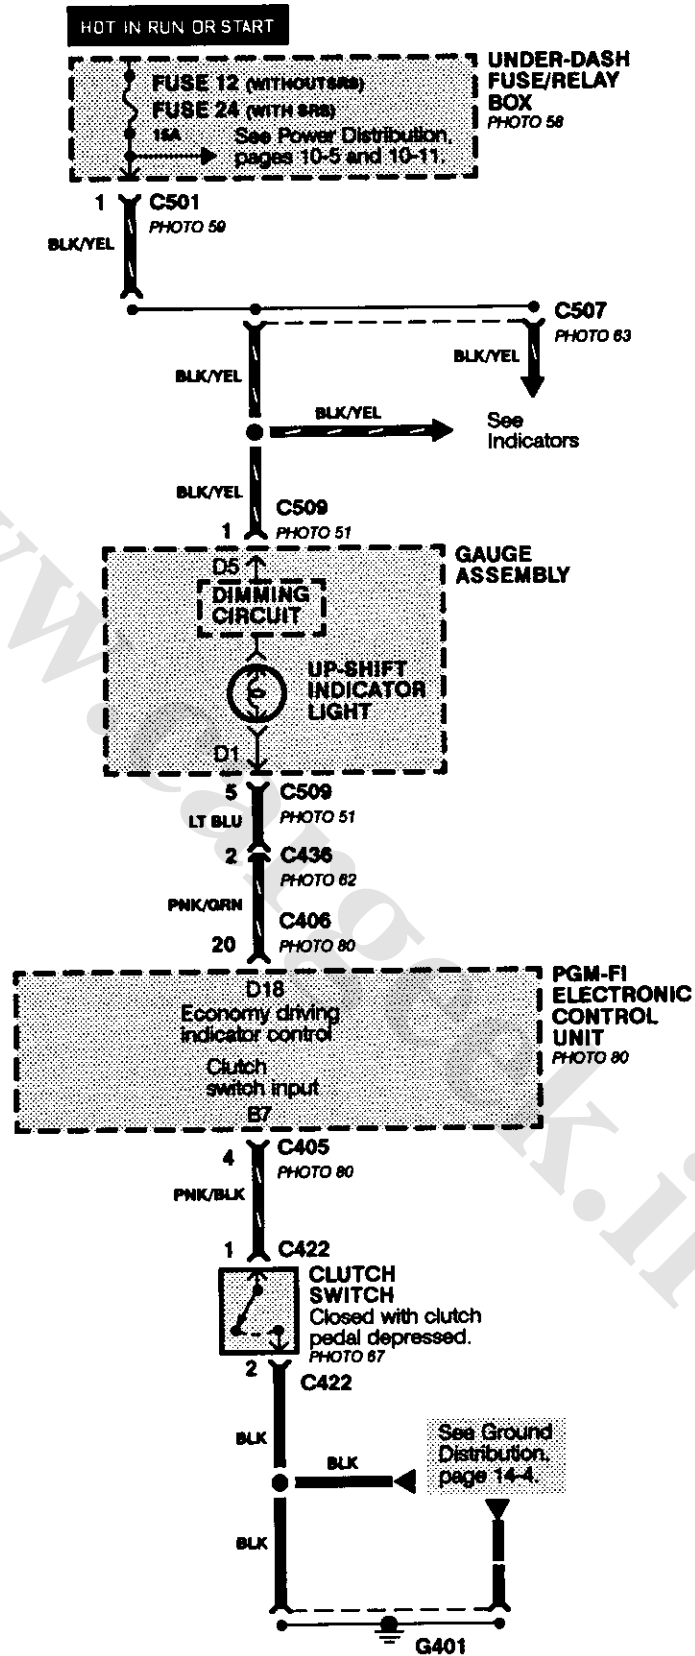 HOT IN RUN OR START
UNDER-DASH
FUSE/RELAY
BOX
PHOTO 58
FUSE 12 (WITHOUT SRS)
FUSE 24 (WITH SRS)
15A
See Power Distribution,
pages 10-5 and 10-11.
1
C501
PHOTO 59
BLK/YEL
C507
PHOTO 63
BLK/YEL
BLK/YEL
BLK/YEL
See
Indicators
BLK/YEL
C509
1
PHOTO 51
GAUGE
ASSEMBLY
D5
DIMMING
CIRCUIT
UP-SHIFT
INDICATOR
LIGHT
D1
5
C509
PHOTO 51
LT BLU
2
C436
PHOTO 62
PNK/GRN
C406
20
PHOTO 80
PGM-FI
ELECTRONIC
CONTROL
UNIT
PHOTO 80
D18
Economy driving
indicator control
Clutch
switch input
B7
4
C405
PHOTO 80
PNK/BLK
1
C422
CLUTCH
SWITCH
Closed with clutch
pedal depressed.
PHOTO 67
2
C422
BLK
BLK
See Ground
Distribution,
page 14-4.
BLK
G401
w.cargeek.i